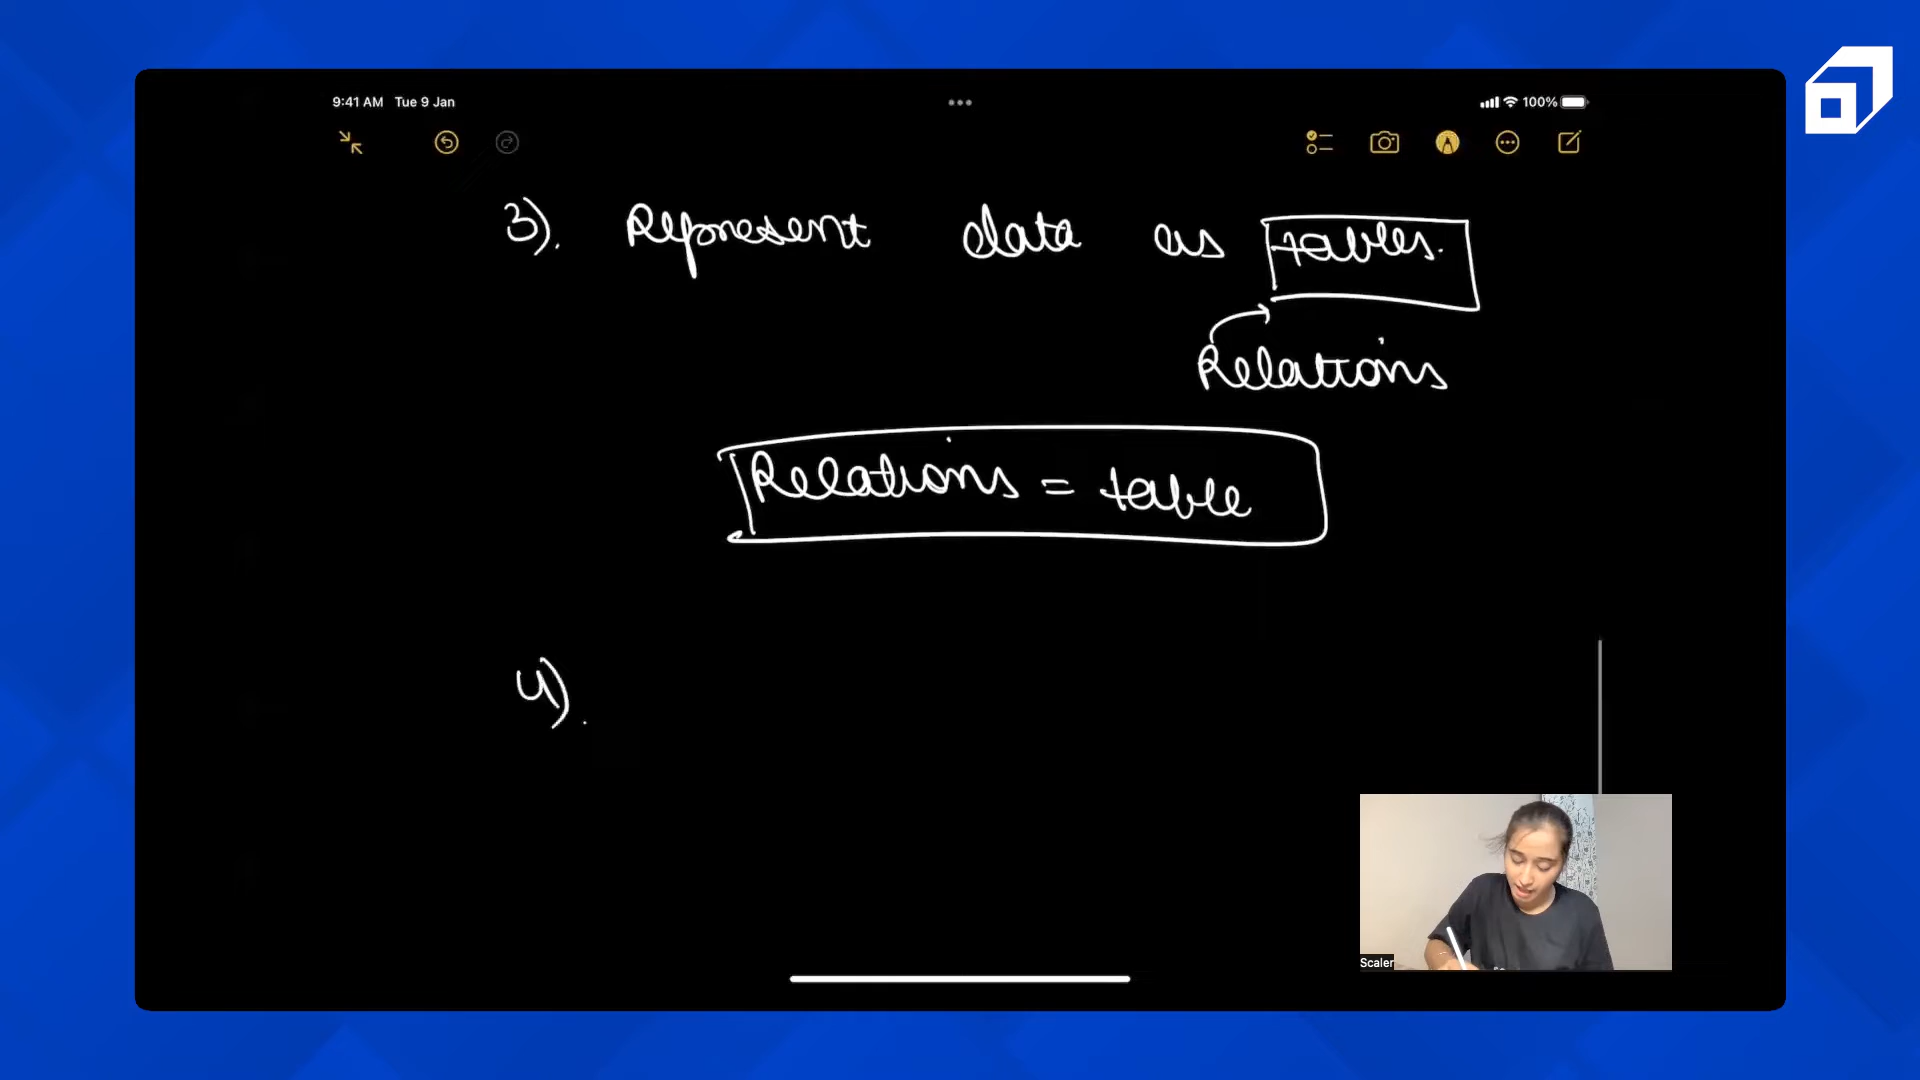 9:41 AM Tue 9 Jan
100%
3). Represent data as tables.
Relations
Relations = table
4).
Scaler